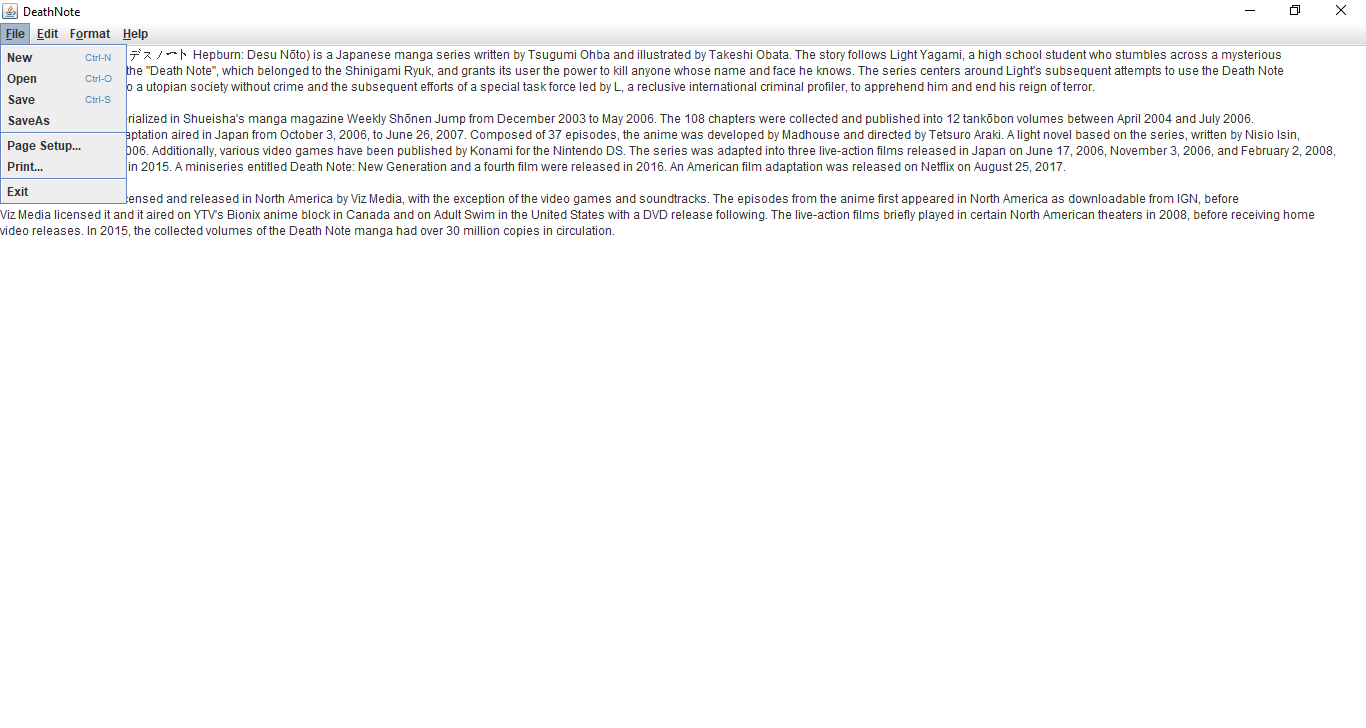 DeathNote
File Edit Format Help
New Ctrl-N
Open Ctrl-O
Save Ctrl-S
SaveAs
Page Setup...
Print...
Exit
デスノート Hepburn: Desu Nōto) is a Japanese manga series written by Tsugumi Ohba and illustrated by Takeshi Obata. The story follows Light Yagami, a high school student who stumbles across a mysterious
the "Death Note", which belonged to the Shinigami Ryuk, and grants its user the power to kill anyone whose name and face he knows. The series centers around Light's subsequent attempts to use the Death Note
a utopian society without crime and the subsequent efforts of a special task force led by L, a reclusive international criminal profiler, to apprehend him and end his reign of terror.
in Shueisha's manga magazine Weekly Shōnen Jump from December 2003 to May 2006. The 108 chapters were collected and published into 12 tankōbon volumes between April 2004 and July 2006.
aired in Japan from October 3, 2006, to June 26, 2007. Composed of 37 episodes, the anime was developed by Madhouse and directed by Tetsuro Araki. A light novel based on the series, written by Nisio Isin,
Additionally, various video games have been published by Konami for the Nintendo DS. The series was adapted into three live-action films released in Japan on June 17, 2006, November 3, 2006, and February 2, 2008,
in 2015. A miniseries entitled Death Note: New Generation and a fourth film were released in 2016. An American film adaptation was released on Netflix on August 25, 2017.
and released in North America by Viz Media, with the exception of the video games and soundtracks. The episodes from the anime first appeared in North America as downloadable from IGN, before
Viz Media licensed it and it aired on YTV's Bionix anime block in Canada and on Adult Swim in the United States with a DVD release following. The live-action films briefly played in certain North American theaters in 2008, before receiving home
video releases. In 2015, the collected volumes of the Death Note manga had over 30 million copies in circulation.